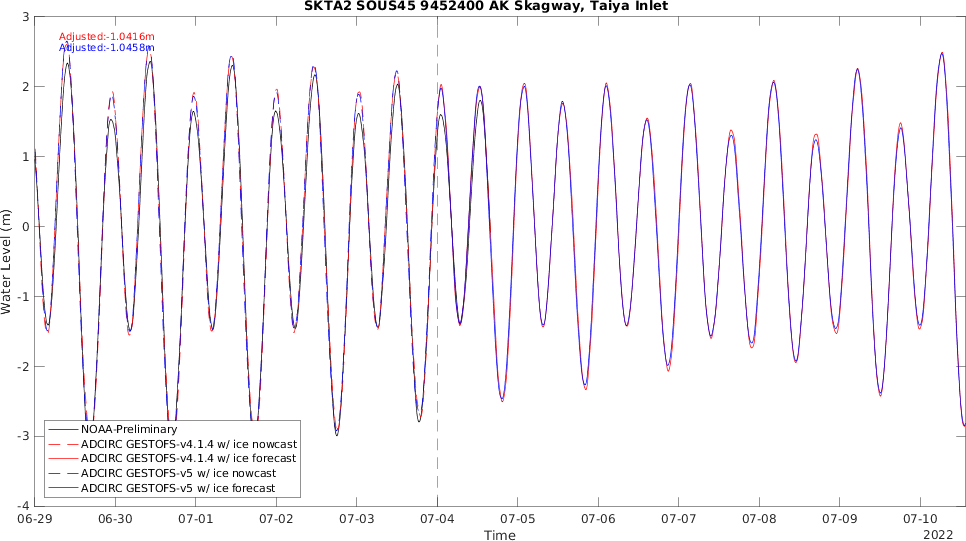 SKTA2 SOUS45 9452400 AK Skagway, Taiya Inlet
Adjusted:-1.0416m
Adjusted:-1.0458m
3
2
1
0
-1
-2
-3
-4
Water Level (m)
NOAA-Preliminary
ADCIRC GESTOFS-v4.1.4 w/ ice nowcast
ADCIRC GESTOFS-v4.1.4 w/ ice forecast
ADCIRC GESTOFS-v5 w/ ice nowcast
ADCIRC GESTOFS-v5 w/ ice forecast
06-29 06-30 07-01 07-02 07-03 07-04 07-05 07-06 07-07 07-08 07-09 07-10
Time
2022